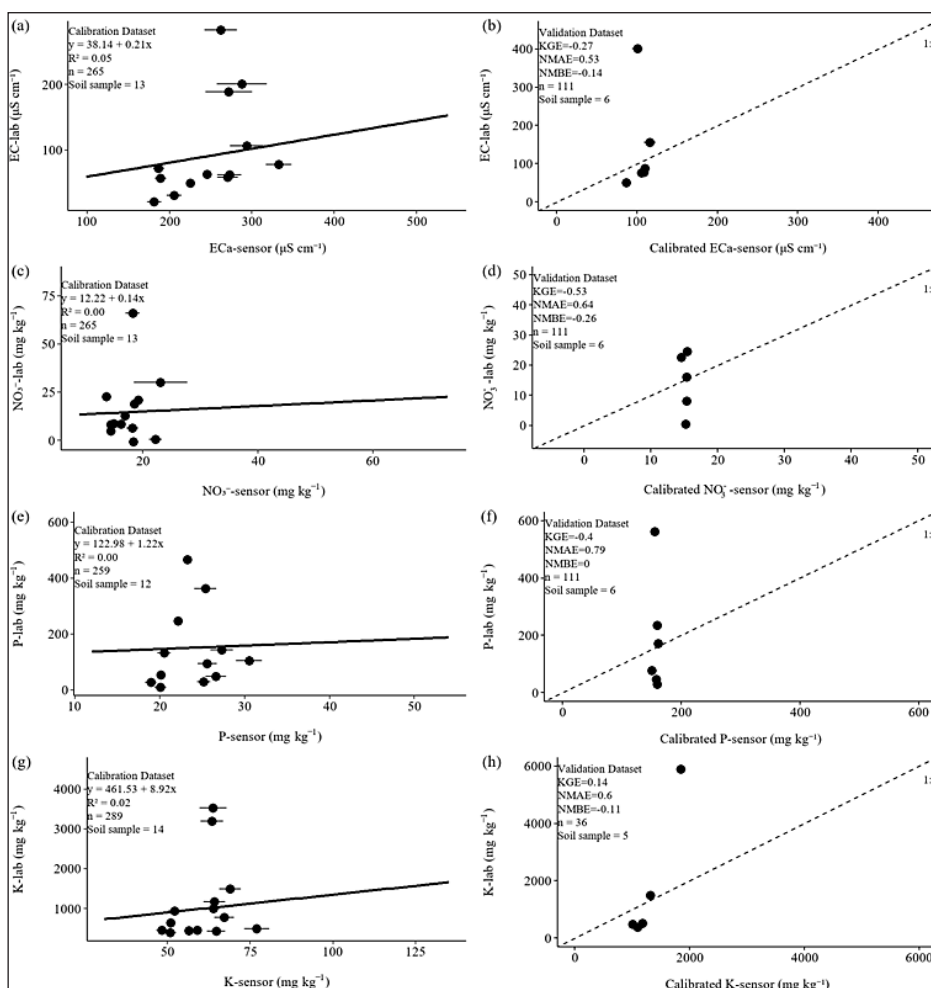 (a)
Calibration Dataset
y = 38.14 + 0.21x
R² = 0.05
n = 265
Soil sample = 13
EC-lab (µS cm⁻¹)
200
100
100
200
300
400
500
ECa-sensor (µS cm⁻¹)
(b)
Validation Dataset
KGE=-0.27
NMAE=0.53
NMBE=-0.14
n = 111
Soil sample = 6
1:
EC-lab (µS cm⁻¹)
400
300
200
100
0
0
100
200
300
400
Calibrated ECa-sensor (µS cm⁻¹)
(c)
Calibration Dataset
y = 12.22 + 0.14x
R² = 0.00
n = 265
Soil sample = 13
NO₃⁻-lab (mg kg⁻¹)
75
50
25
0
20
40
60
NO₃⁻-sensor (mg kg⁻¹)
(d)
Validation Dataset
KGE=-0.53
NMAE=0.64
NMBE=-0.26
n = 111
Soil sample = 6
1:
NO₃⁻-lab (mg kg⁻¹)
50
40
30
20
10
0
0
10
20
30
40
50
Calibrated NO₃⁻-sensor (mg kg⁻¹)
(e)
Calibration Dataset
y = 122.98 + 1.22x
R² = 0.00
n = 259
Soil sample = 12
P-lab (mg kg⁻¹)
600
400
200
0
10
20
30
40
50
P-sensor (mg kg⁻¹)
(f)
Validation Dataset
KGE=-0.4
NMAE=0.79
NMBE=0
n = 111
Soil sample = 6
1:
P-lab (mg kg⁻¹)
600
400
200
0
0
200
400
600
Calibrated P-sensor (mg kg⁻¹)
(g)
Calibration Dataset
y = 461.53 + 8.92x
R² = 0.02
n = 289
Soil sample = 14
K-lab (mg kg⁻¹)
4000
3000
2000
1000
50
75
100
125
K-sensor (mg kg⁻¹)
(h)
Validation Dataset
KGE=0.14
NMAE=0.6
NMBE=-0.11
n = 36
Soil sample = 5
1:
K-lab (mg kg⁻¹)
6000
4000
2000
0
0
2000
4000
6000
Calibrated K-sensor (mg kg⁻¹)